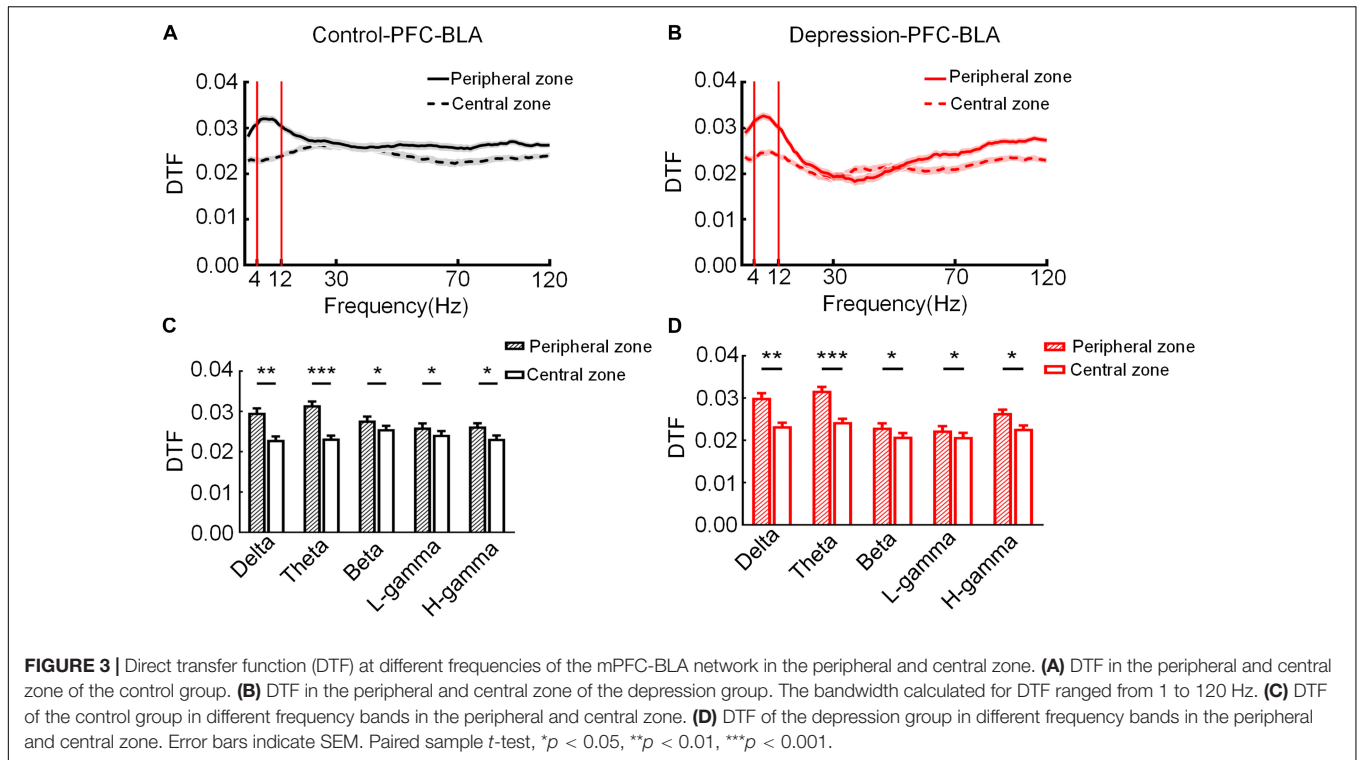 A
Control-PFC-BLA
Peripheral zone
Central zone
0.04
0.03
0.02
0.01
0.00
DTF
4 12 30 70 120
Frequency(Hz)
B
Depression-PFC-BLA
Peripheral zone
Central zone
0.04
0.03
0.02
0.01
0.00
DTF
4 12 30 70 120
Frequency(Hz)
C
Peripheral zone
Central zone
** *** * * *
0.04
0.03
0.02
0.01
0.00
DTF
Delta Theta Beta L-gamma H-gamma
D
Peripheral zone
Central zone
** *** * * *
0.04
0.03
0.02
0.01
0.00
DTF
Delta Theta Beta L-gamma H-gamma
FIGURE 3 | Direct transfer function (DTF) at different frequencies of the mPFC-BLA network in the peripheral and central zone. (A) DTF in the peripheral and central
zone of the control group. (B) DTF in the peripheral and central zone of the depression group. The bandwidth calculated for DTF ranged from 1 to 120 Hz. (C) DTF
of the control group in different frequency bands in the peripheral and central zone. (D) DTF of the depression group in different frequency bands in the peripheral
and central zone. Error bars indicate SEM. Paired sample t-test, *p < 0.05, **p < 0.01, ***p < 0.001.